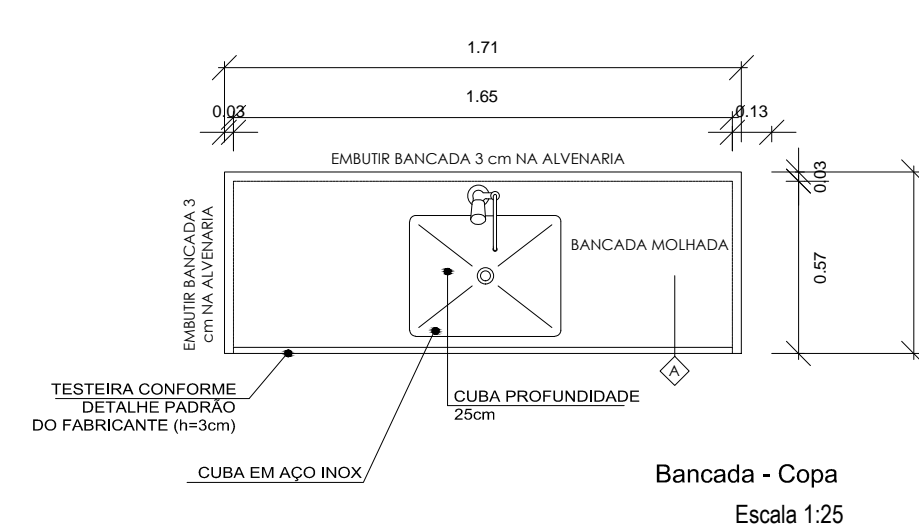 1.71
1.65
0.03
0.13
EMBUTIR BANCADA 3 cm NA ALVENARIA
0.03
EMBUTIR BANCADA 3
cm NA ALVENARIA
BANCADA MOLHADA
0.57
A
TESTEIRA CONFORME
DETALHE PADRÃO
DO FABRICANTE (h=3cm)
CUBA PROFUNDIDADE
25cm
CUBA EM AÇO INOX
Bancada - Copa
Escala 1:25